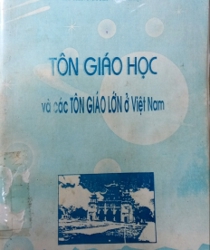 TÔN GIÁO HỌC
và các TÔN GIÁO LỚN ở Việt Nam